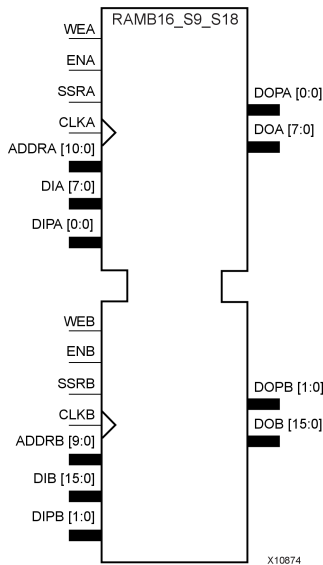 RAMB16_S9_S18
WEA
ENA
SSRA
CLKA
ADDRA [10:0]
DIA [7:0]
DIPA [0:0]
DOPA [0:0]
DOA [7:0]
WEB
ENB
SSRB
CLKB
ADDRB [9:0]
DIB [15:0]
DIPB [1:0]
DOPB [1:0]
DOB [15:0]
X10874